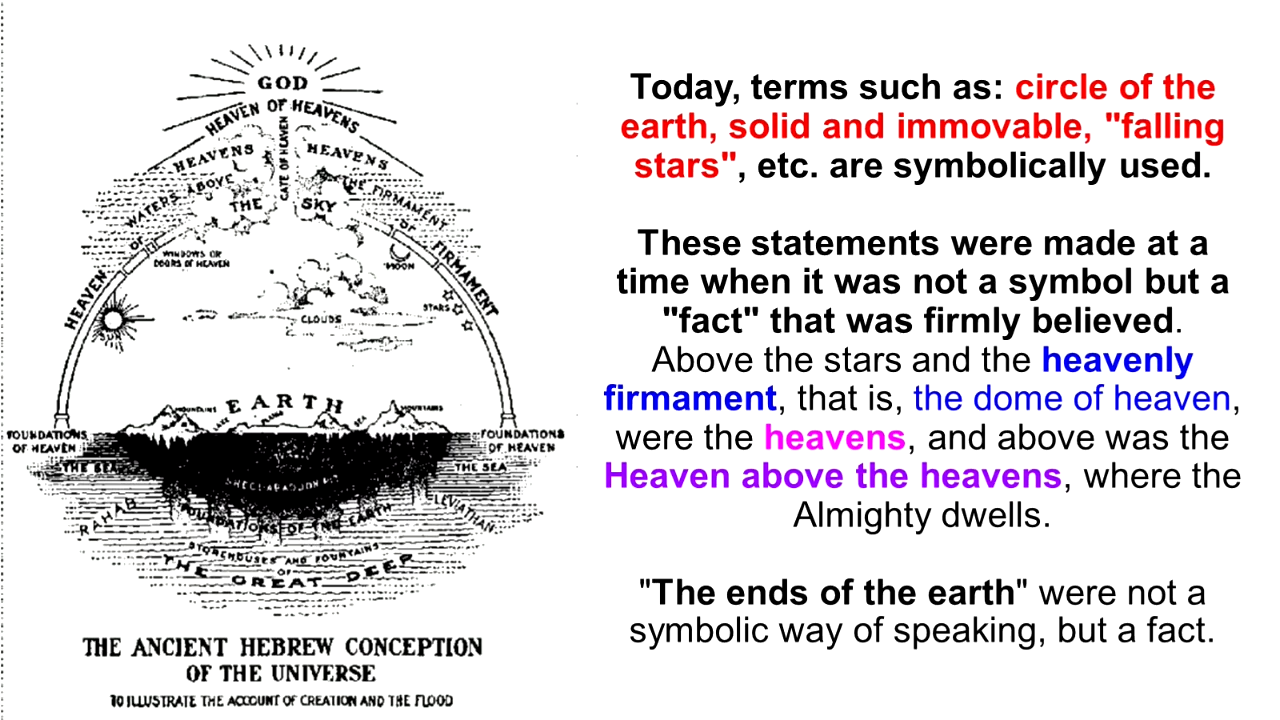 GOD
HEAVEN OF HEAVENS
GATE OF HEAVEN
HEAVENS
HEAVENS
WATERS ABOVE
THE FIRMAMENT
THE SKY
HEAVEN OR FIRMAMENT
WINDOWS OR
DOORS OF HEAVEN
MOON
SUN
STARS
CLOUDS
MOUNTAINS
MOUNTAINS
EARTH
LAKE
SEA
FOUNDATIONS
OF HEAVEN
FOUNDATIONS
OF HEAVEN
THE SEA
THE SEA
RAHAB
LEVIATHAN
FOUNDATIONS OF THE EARTH
STOREHOUSES AND FOUNTAINS
OF
THE GREAT DEEP
THE ANCIENT HEBREW CONCEPTION
OF THE UNIVERSE
TO ILLUSTRATE THE ACCOUNT OF CREATION AND THE FLOOD
Today, terms such as: circle of the
earth, solid and immovable, "falling
stars", etc. are symbolically used.
These statements were made at a
time when it was not a symbol but a
"fact" that was firmly believed.
Above the stars and the heavenly
firmament, that is, the dome of heaven,
were the heavens, and above was the
Heaven above the heavens, where the
Almighty dwells.
"The ends of the earth" were not a
symbolic way of speaking, but a fact.